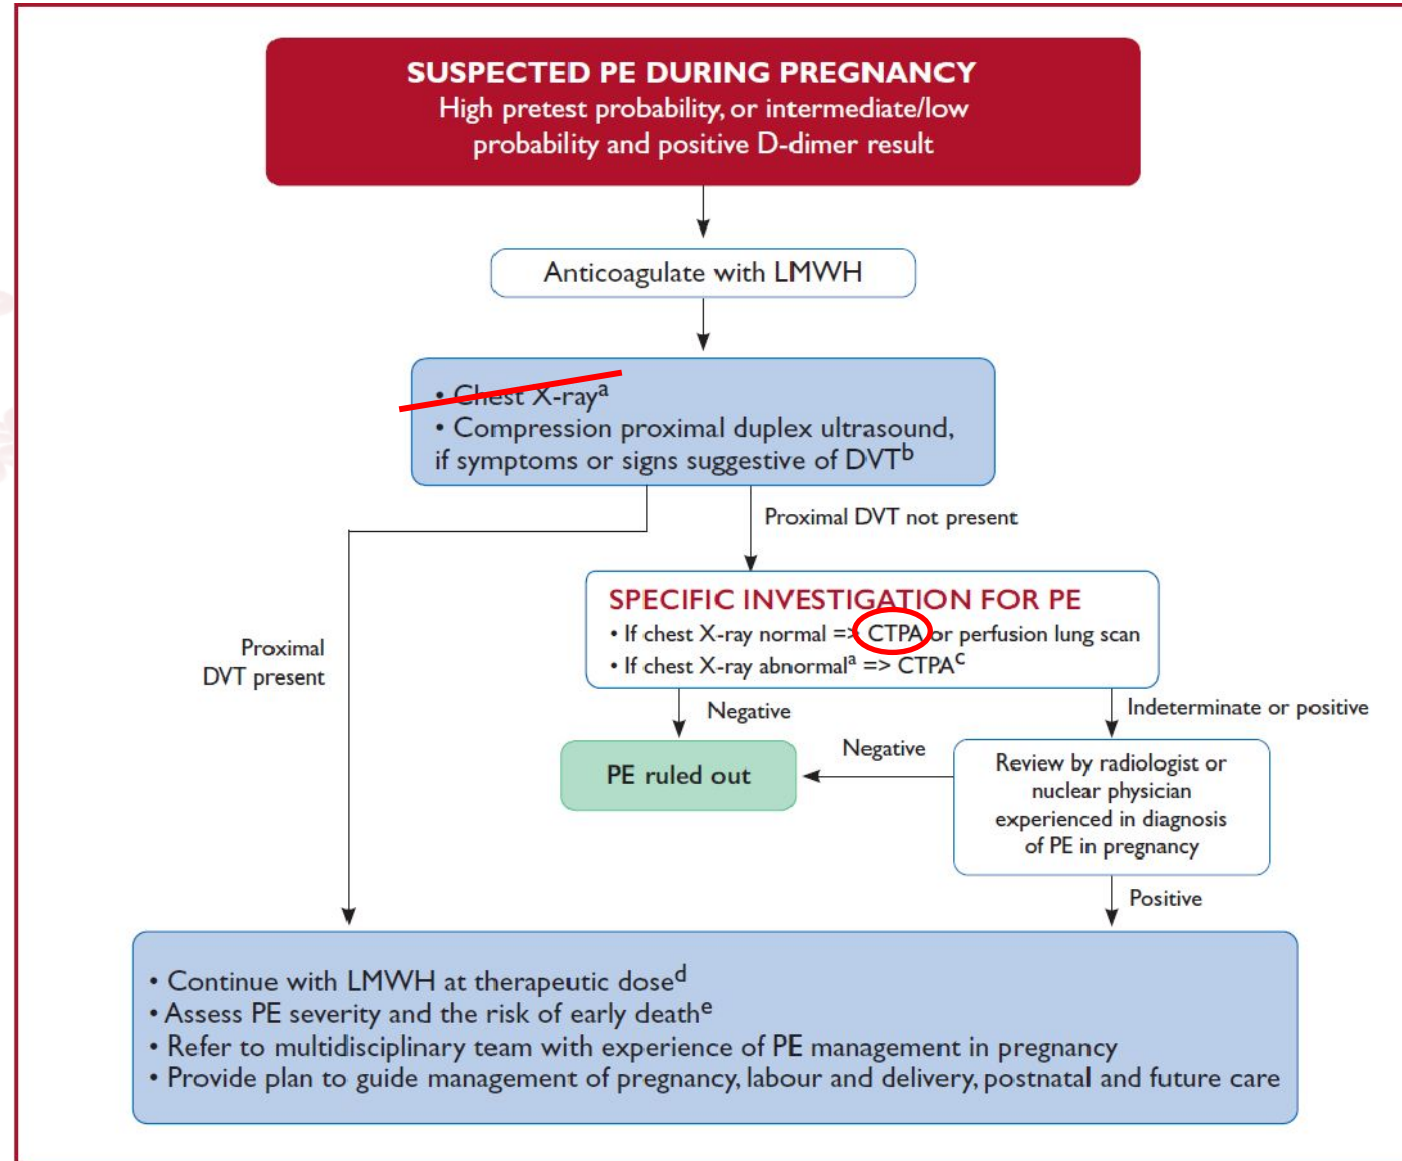 SUSPECTED PE DURING PREGNANCY
High pretest probability, or intermediate/low
probability and positive D-dimer result
Anticoagulate with LMWH
• Chest X-rayᵃ
• Compression proximal duplex ultrasound,
if symptoms or signs suggestive of DVTᵇ
Proximal DVT not present
Proximal
DVT present
SPECIFIC INVESTIGATION FOR PE
• If chest X-ray normal => CTPA or perfusion lung scan
• If chest X-ray abnormalᵃ => CTPAᶜ
Negative
Indeterminate or positive
PE ruled out
Negative
Review by radiologist or
nuclear physician
experienced in diagnosis
of PE in pregnancy
Positive
• Continue with LMWH at therapeutic doseᵈ
• Assess PE severity and the risk of early deathᵉ
• Refer to multidisciplinary team with experience of PE management in pregnancy
• Provide plan to guide management of pregnancy, labour and delivery, postnatal and future care